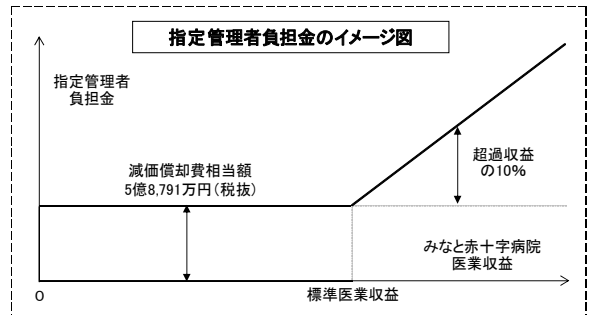 指定管理者負担金のイメージ図
指定管理者
負担金
減価償却費相当額
5億8,791万円(税抜)
超過収益
の10%
みなと赤十字病院
医業収益
0
標準医業収益